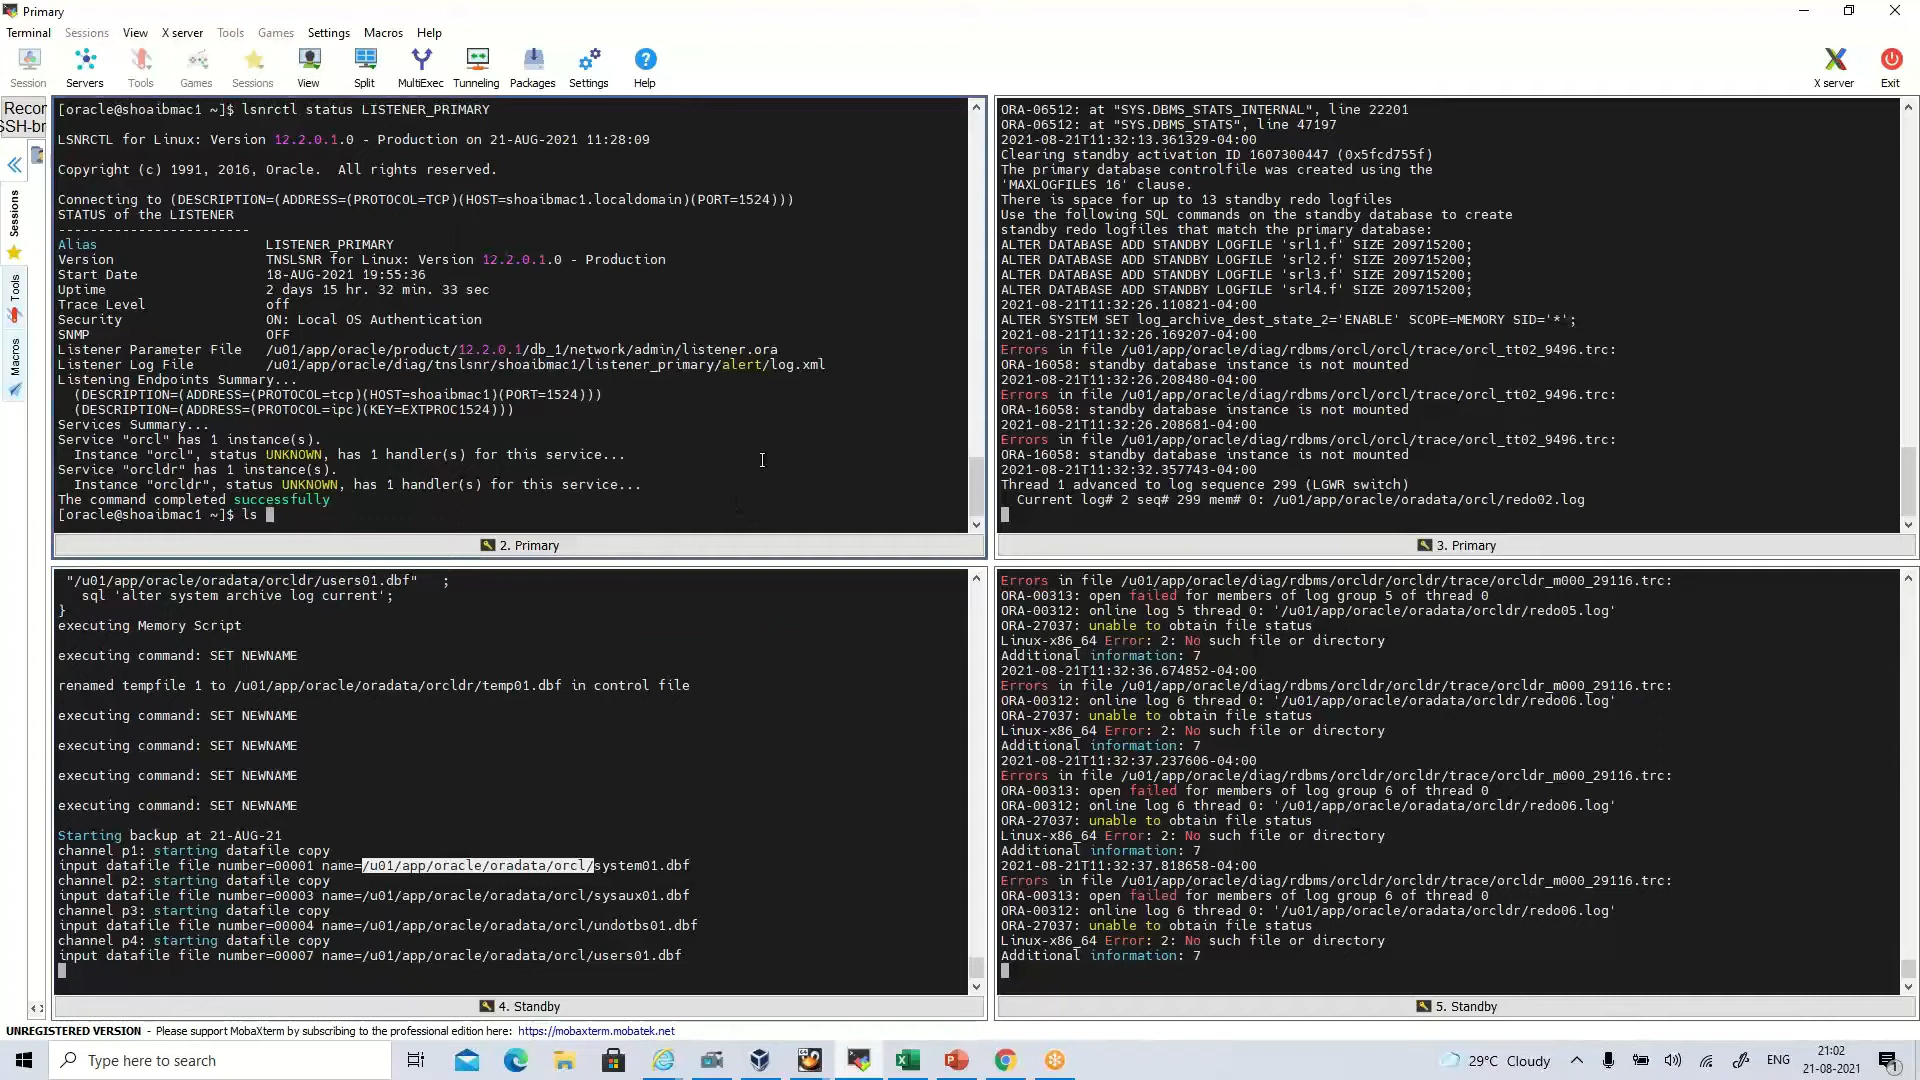 Primary
Terminal Sessions View X server Tools Games Settings Macros Help
Session Servers Tools Games Sessions View Split MultiExec Tunneling Packages Settings Help X server Exit
Recor
SSH-br
Sessions
Tools
Macros
[oracle@shoaibmac1 ~]$ lsnrctl status LISTENER_PRIMARY
LSNRCTL for Linux: Version 12.2.0.1.0 - Production on 21-AUG-2021 11:28:09
Copyright (c) 1991, 2016, Oracle.  All rights reserved.
Connecting to (DESCRIPTION=(ADDRESS=(PROTOCOL=TCP)(HOST=shoaibmac1.localdomain)(PORT=1524)))
STATUS of the LISTENER
------------------------
Alias                     LISTENER_PRIMARY
Version                   TNSLSNR for Linux: Version 12.2.0.1.0 - Production
Start Date                18-AUG-2021 19:55:36
Uptime                    2 days 15 hr. 32 min. 33 sec
Trace Level               off
Security                  ON: Local OS Authentication
SNMP                      OFF
Listener Parameter File   /u01/app/oracle/product/12.2.0.1/db_1/network/admin/listener.ora
Listener Log File         /u01/app/oracle/diag/tnslsnr/shoaibmac1/listener_primary/alert/log.xml
Listening Endpoints Summary...
(DESCRIPTION=(ADDRESS=(PROTOCOL=tcp)(HOST=shoaibmac1)(PORT=1524)))
(DESCRIPTION=(ADDRESS=(PROTOCOL=ipc)(KEY=EXTPROC1524)))
Services Summary...
Service "orcl" has 1 instance(s).
Instance "orcl", status UNKNOWN, has 1 handler(s) for this service...
Service "orcldr" has 1 instance(s).
Instance "orcldr", status UNKNOWN, has 1 handler(s) for this service...
The command completed successfully
[oracle@shoaibmac1 ~]$ ls
2. Primary
ORA-06512: at "SYS.DBMS_STATS_INTERNAL", line 22201
ORA-06512: at "SYS.DBMS_STATS", line 47197
2021-08-21T11:32:13.361329-04:00
Clearing standby activation ID 1607300447 (0x5fcd755f)
The primary database controlfile was created using the
'MAXLOGFILES 16' clause.
There is space for up to 13 standby redo logfiles
Use the following SQL commands on the standby database to create
standby redo logfiles that match the primary database:
ALTER DATABASE ADD STANDBY LOGFILE 'srl1.f' SIZE 209715200;
ALTER DATABASE ADD STANDBY LOGFILE 'srl2.f' SIZE 209715200;
ALTER DATABASE ADD STANDBY LOGFILE 'srl3.f' SIZE 209715200;
ALTER DATABASE ADD STANDBY LOGFILE 'srl4.f' SIZE 209715200;
2021-08-21T11:32:26.110821-04:00
ALTER SYSTEM SET log_archive_dest_state_2='ENABLE' SCOPE=MEMORY SID='*';
2021-08-21T11:32:26.169207-04:00
Errors in file /u01/app/oracle/diag/rdbms/orcl/orcl/trace/orcl_tt02_9496.trc:
ORA-16058: standby database instance is not mounted
2021-08-21T11:32:26.208480-04:00
Errors in file /u01/app/oracle/diag/rdbms/orcl/orcl/trace/orcl_tt02_9496.trc:
ORA-16058: standby database instance is not mounted
2021-08-21T11:32:26.208681-04:00
Errors in file /u01/app/oracle/diag/rdbms/orcl/orcl/trace/orcl_tt02_9496.trc:
ORA-16058: standby database instance is not mounted
2021-08-21T11:32:32.357743-04:00
Thread 1 advanced to log sequence 299 (LGWR switch)
Current log# 2 seq# 299 mem# 0: /u01/app/oracle/oradata/orcl/redo02.log
3. Primary
"/u01/app/oracle/oradata/orcldr/users01.dbf"   ;
sql 'alter system archive log current';
}
executing Memory Script
executing command: SET NEWNAME
renamed tempfile 1 to /u01/app/oracle/oradata/orcldr/temp01.dbf in control file
executing command: SET NEWNAME
executing command: SET NEWNAME
executing command: SET NEWNAME
executing command: SET NEWNAME
Starting backup at 21-AUG-21
channel p1: starting datafile copy
input datafile file number=00001 name=/u01/app/oracle/oradata/orcl/system01.dbf
channel p2: starting datafile copy
input datafile file number=00003 name=/u01/app/oracle/oradata/orcl/sysaux01.dbf
channel p3: starting datafile copy
input datafile file number=00004 name=/u01/app/oracle/oradata/orcl/undotbs01.dbf
channel p4: starting datafile copy
input datafile file number=00007 name=/u01/app/oracle/oradata/orcl/users01.dbf
4. Standby
Errors in file /u01/app/oracle/diag/rdbms/orcldr/orcldr/trace/orcldr_m000_29116.trc:
ORA-00313: open failed for members of log group 5 of thread 0
ORA-00312: online log 5 thread 0: '/u01/app/oracle/oradata/orcldr/redo05.log'
ORA-27037: unable to obtain file status
Linux-x86_64 Error: 2: No such file or directory
Additional information: 7
2021-08-21T11:32:36.674852-04:00
Errors in file /u01/app/oracle/diag/rdbms/orcldr/orcldr/trace/orcldr_m000_29116.trc:
ORA-00312: online log 6 thread 0: '/u01/app/oracle/oradata/orcldr/redo06.log'
ORA-27037: unable to obtain file status
Linux-x86_64 Error: 2: No such file or directory
Additional information: 7
2021-08-21T11:32:37.237606-04:00
Errors in file /u01/app/oracle/diag/rdbms/orcldr/orcldr/trace/orcldr_m000_29116.trc:
ORA-00313: open failed for members of log group 6 of thread 0
ORA-00312: online log 6 thread 0: '/u01/app/oracle/oradata/orcldr/redo06.log'
ORA-27037: unable to obtain file status
Linux-x86_64 Error: 2: No such file or directory
Additional information: 7
2021-08-21T11:32:37.818658-04:00
Errors in file /u01/app/oracle/diag/rdbms/orcldr/orcldr/trace/orcldr_m000_29116.trc:
ORA-00313: open failed for members of log group 6 of thread 0
ORA-00312: online log 6 thread 0: '/u01/app/oracle/oradata/orcldr/redo06.log'
ORA-27037: unable to obtain file status
Linux-x86_64 Error: 2: No such file or directory
Additional information: 7
5. Standby
UNREGISTERED VERSION - Please support MobaXterm by subscribing to the professional edition here: https://mobaxterm.mobatek.net
Type here to search
29°C Cloudy
ENG
21:02
21-08-2021
1